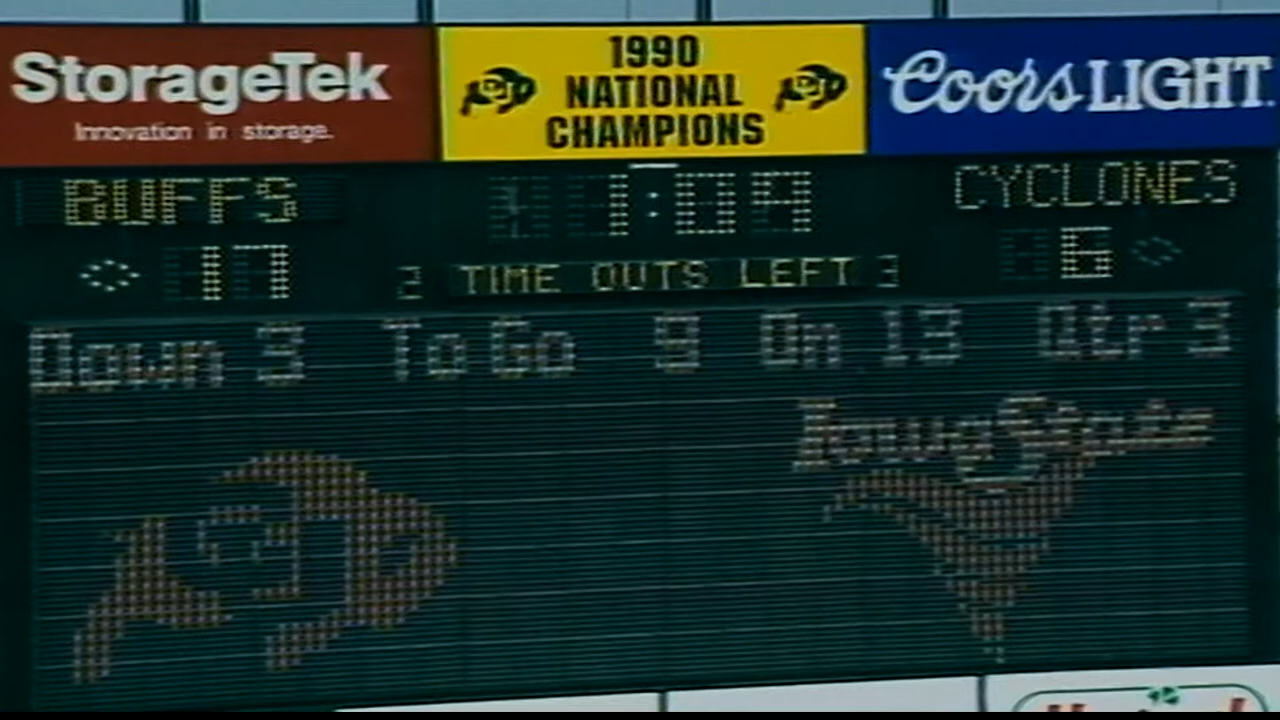 StorageTek
Innovation in storage.
1990
NATIONAL
CHAMPIONS
Coors LIGHT
BUFFS
1:09
CYCLONES
17
2 TIME OUTS LEFT 3
6
Down 3 To Go 9 On 13 Qtr 3
Iowa State